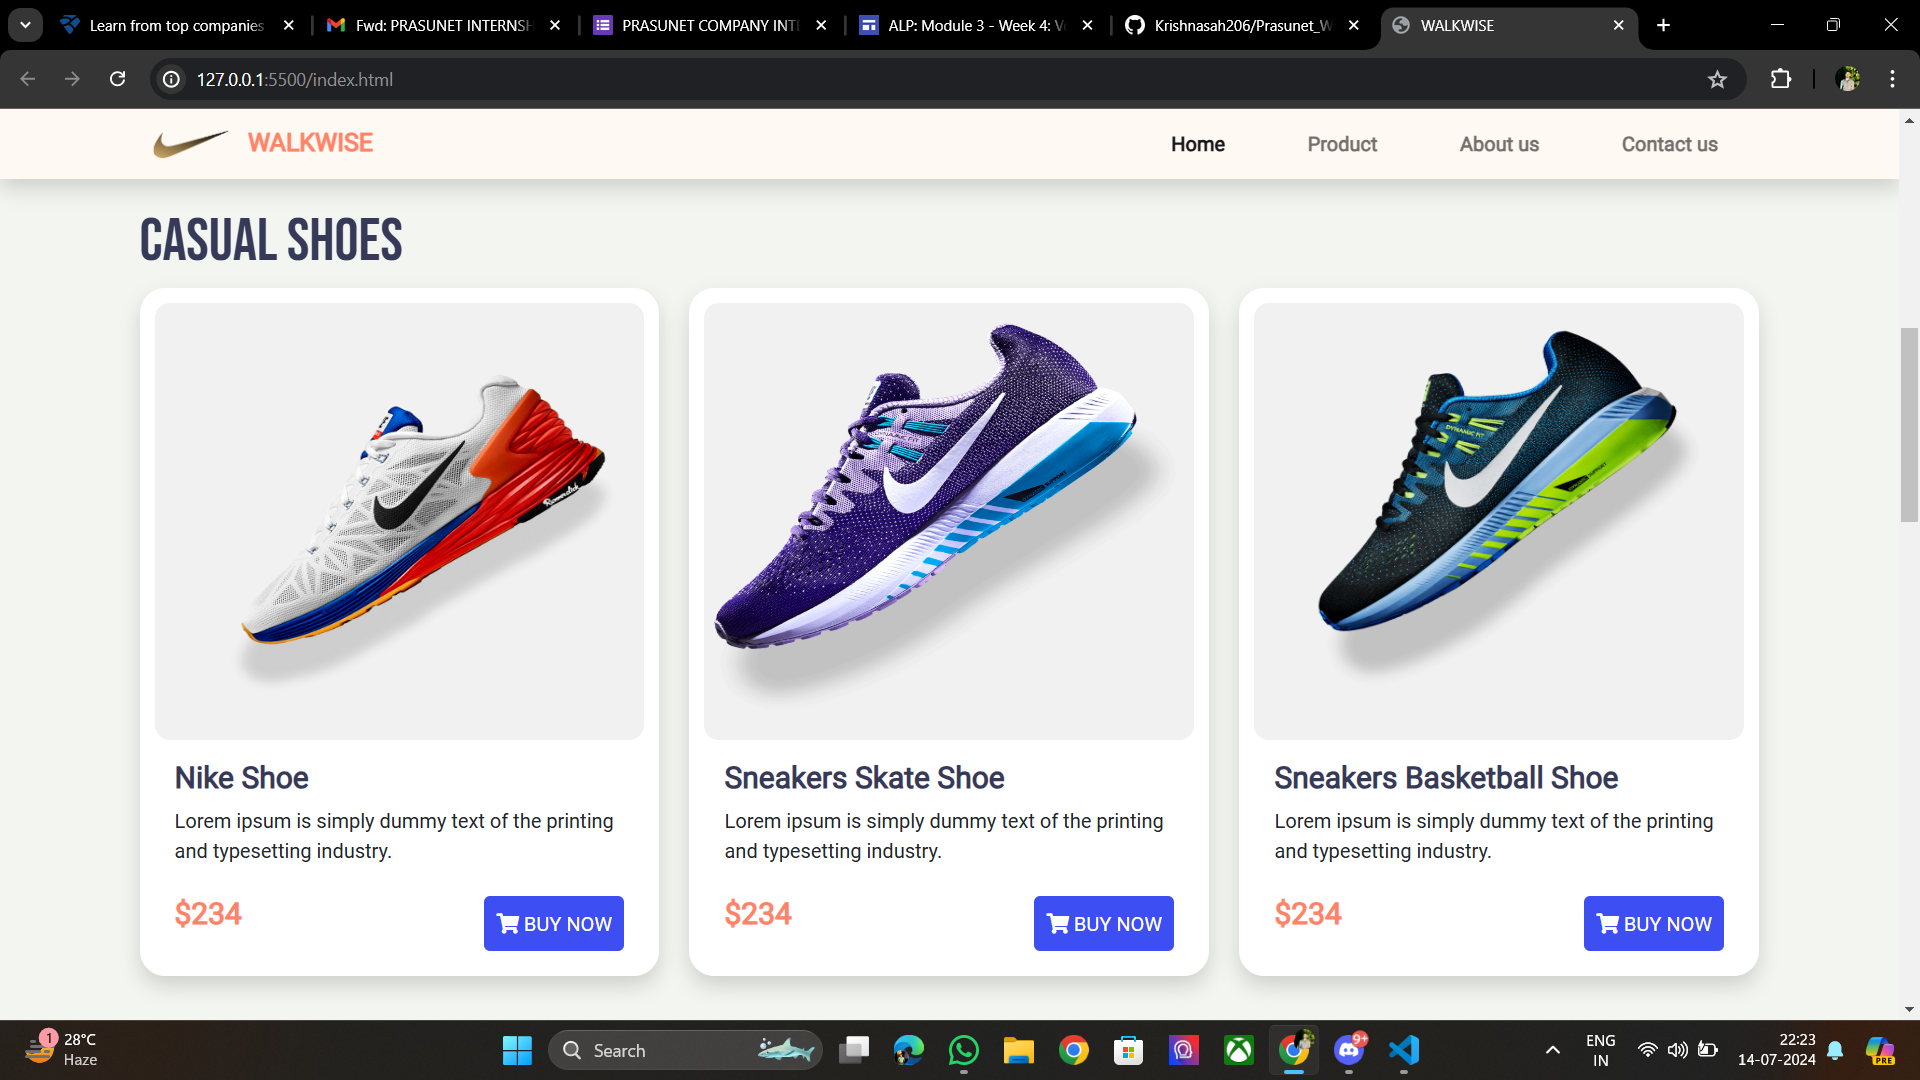 Learn from top companies
Fwd: PRASUNET INTERNSH
PRASUNET COMPANY INTE
ALP: Module 3 - Week 4: V
Krishnasah206/Prasunet_W
WALKWISE
127.0.0.1:5500/index.html
WALKWISE
Home
Product
About us
Contact us
CASUAL SHOES
DYNAMIC FIT
Nike Shoe
Lorem ipsum is simply dummy text of the printing
and typesetting industry.
$234
BUY NOW
Sneakers Skate Shoe
Lorem ipsum is simply dummy text of the printing
and typesetting industry.
$234
BUY NOW
Sneakers Basketball Shoe
Lorem ipsum is simply dummy text of the printing
and typesetting industry.
$234
BUY NOW
1
28°C
Haze
Search
9+
ENG
IN
22:23
14-07-2024
PRE